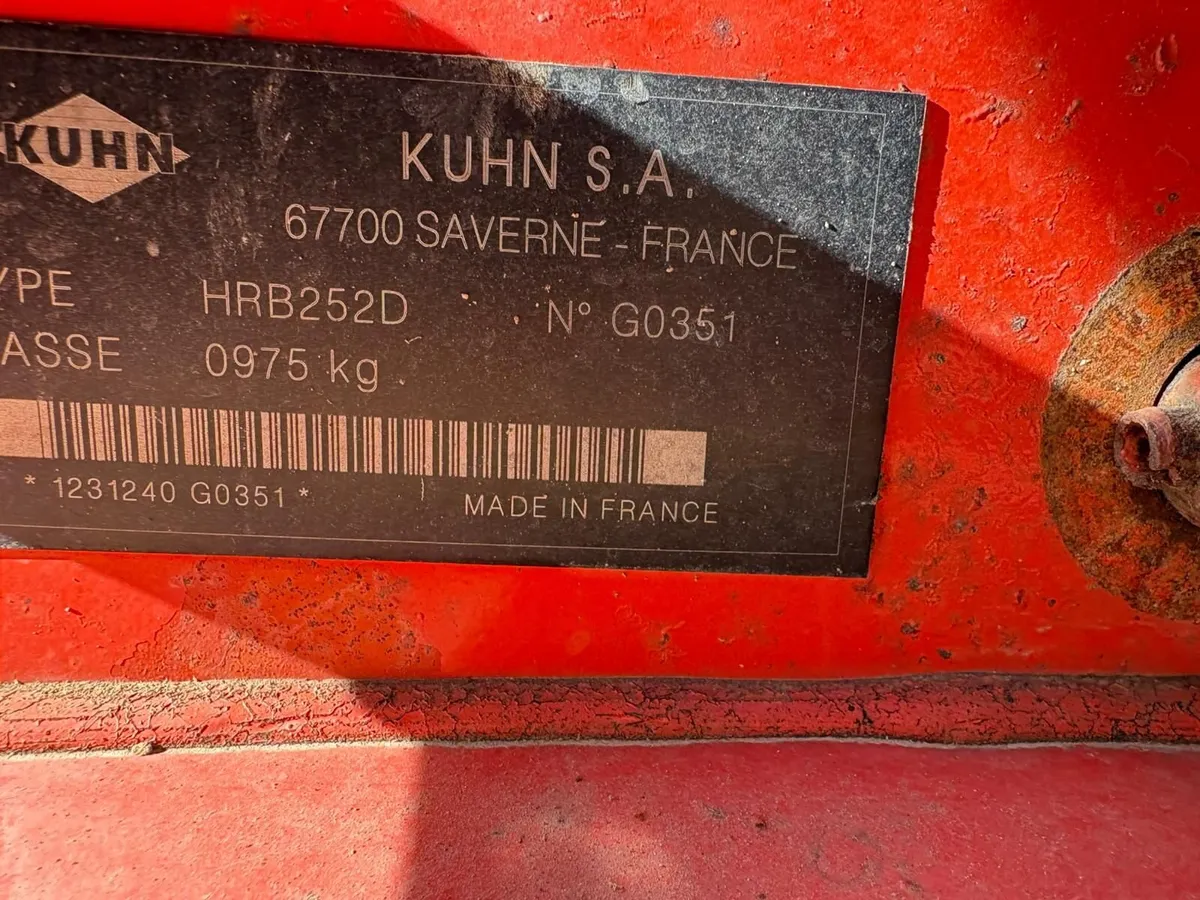 KUHN
KUHN S.A.
67700 SAVERNE - FRANCE
YPE HRB252D N° G0351
ASSE 0975 kg
* 1231240 G0351 *
MADE IN FRANCE